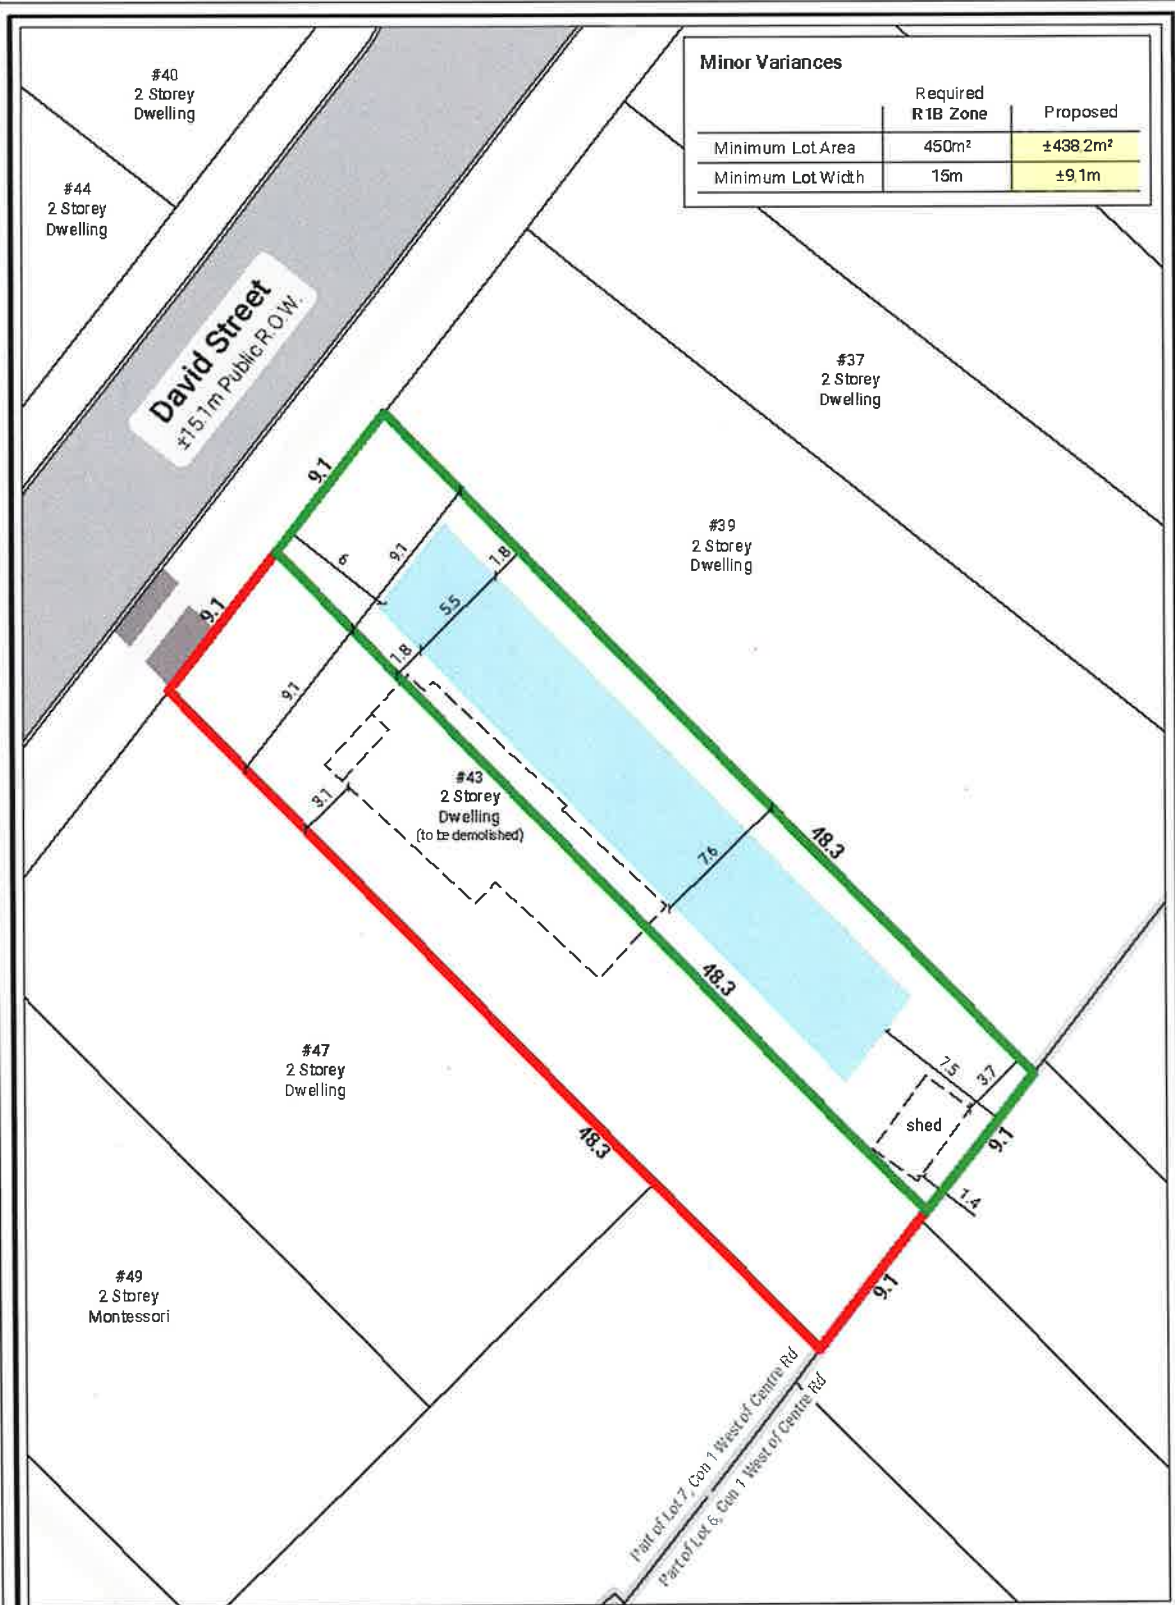 Minor Variances
Required
R1B Zone
Proposed
Minimum Lot Area 450m² ±438.2m²
Minimum Lot Width 15m ±9.1m
#40
2 Storey
Dwelling
#44
2 Storey
Dwelling
David Street
±15.1m Public R.O.W.
#37
2 Storey
Dwelling
#39
2 Storey
Dwelling
9.1
6
9.1
1.8
5.5
1.8
9.1
9.1
3.1
#43
2 Storey
Dwelling
(to be demolished)
7.6
48.3
48.3
#47
2 Storey
Dwelling
48.3
7.5
3.7
shed
9.1
1.4
9.1
#49
2 Storey
Montessori
Part of Lot 7, Con 1 West of Centre Rd
Part of Lot 6, Con 1 West of Centre Rd